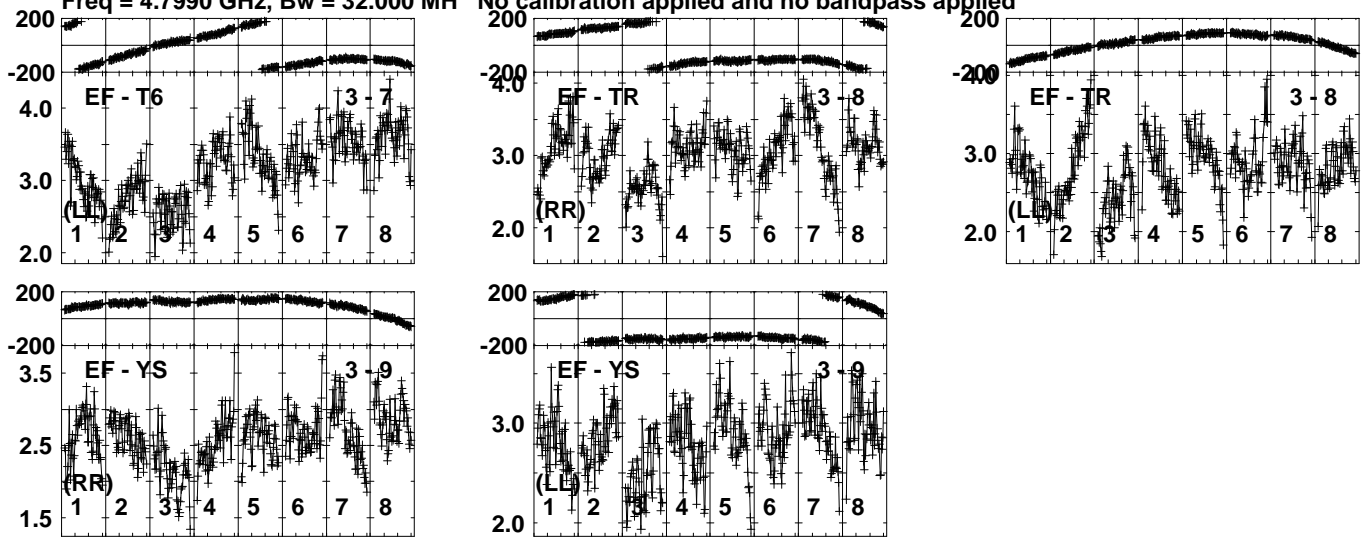 Freq = 4.7990 GHz, Bw = 32.000 MH No calibration applied and no bandpass applied
200
-200
EF - T6 3 - 7
4.0
3.0
2.0
(LL)
1 2 3 4 5 6 7 8
200
-200
EF - TR 3 - 8
4.0
3.0
2.0
(RR)
1 2 3 4 5 6 7 8
200
-200
EF - TR 3 - 8
4.0
3.0
2.0
(LL)
1 2 3 4 5 6 7 8
200
-200
EF - YS 3 - 9
3.5
2.5
1.5
(RR)
1 2 3 4 5 6 7 8
200
-200
EF - YS 3 - 9
3.0
2.0
(LL)
1 2 3 4 5 6 7 8